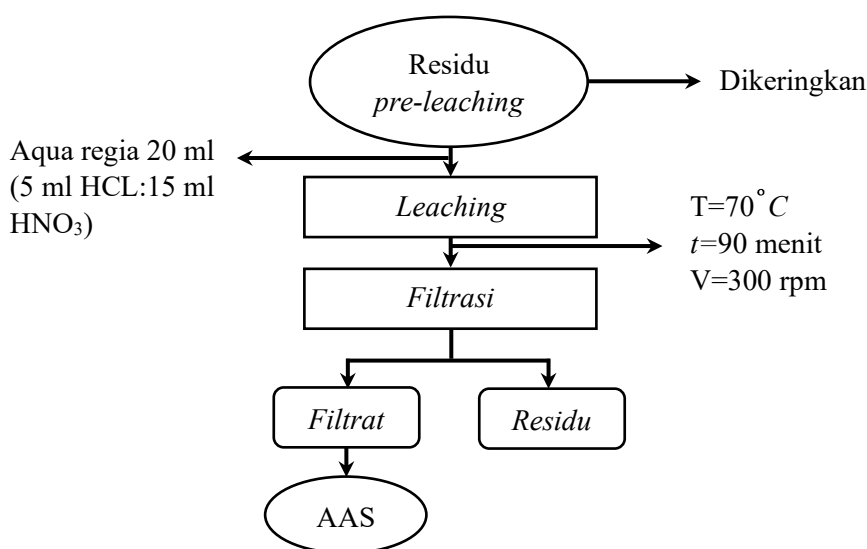 Residu
pre-leaching
Dikeringkan
Aqua regia 20 ml
(5 ml HCL:15 ml
HNO₃)
Leaching
T=70°C
t=90 menit
V=300 rpm
Filtrasi
Filtrat
Residu
AAS